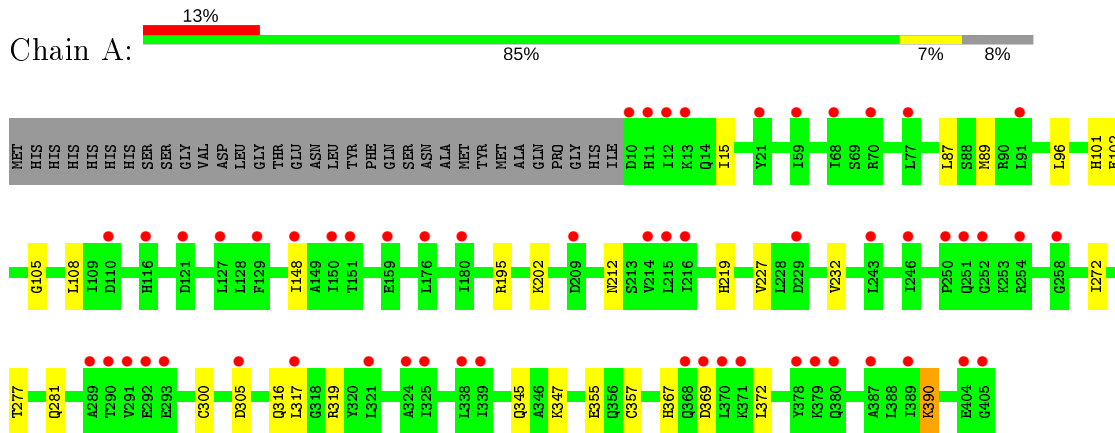 13%
Chain A:
85% 7% 8%
MET HIS HIS HIS HIS HIS HIS SER SER GLY VAL ASP LEU GLY THR GLU ASN LEU TYR PHE GLN SER ASN ALA MET TYR MET ALA GLN PRO GLY HIS ILE D10 H11 I12 K13 Q14 I15 Y21 I59 I68 S69 R70 L77 L87 S88 M89 R90 L91 L96 H101 E102
G105 L108 I109 D110 H116 D121 L127 L128 F129 I148 A149 I150 T151 E159 L176 I180 R195 K202 D209 N212 S213 V214 L215 I216 H219 V227 L228 D229 V232 L243 I246 P250 Q251 G252 K253 R254 G258 I272
T277 Q281 A289 T290 V291 E292 E293 C300 D305 Q316 L317 G318 R319 Y320 L321 A324 I325 L338 I339 Q345 A346 K347 E355 Q356 C357 H367 Q368 D369 L370 K371 L372 Y378 K379 Q380 A387 L388 I389 K390 E404 G405